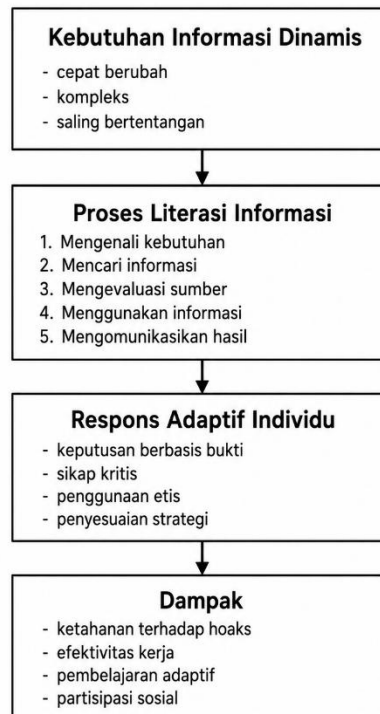 Kebutuhan Informasi Dinamis
- cepat berubah
- kompleks
- saling bertentangan
Proses Literasi Informasi
1. Mengenali kebutuhan
2. Mencari informasi
3. Mengevaluasi sumber
4. Menggunakan informasi
5. Mengomunikasikan hasil
Respons Adaptif Individu
- keputusan berbasis bukti
- sikap kritis
- penggunaan etis
- penyesuaian strategi
Dampak
- ketahanan terhadap hoaks
- efektivitas kerja
- pembelajaran adaptif
- partisipasi sosial